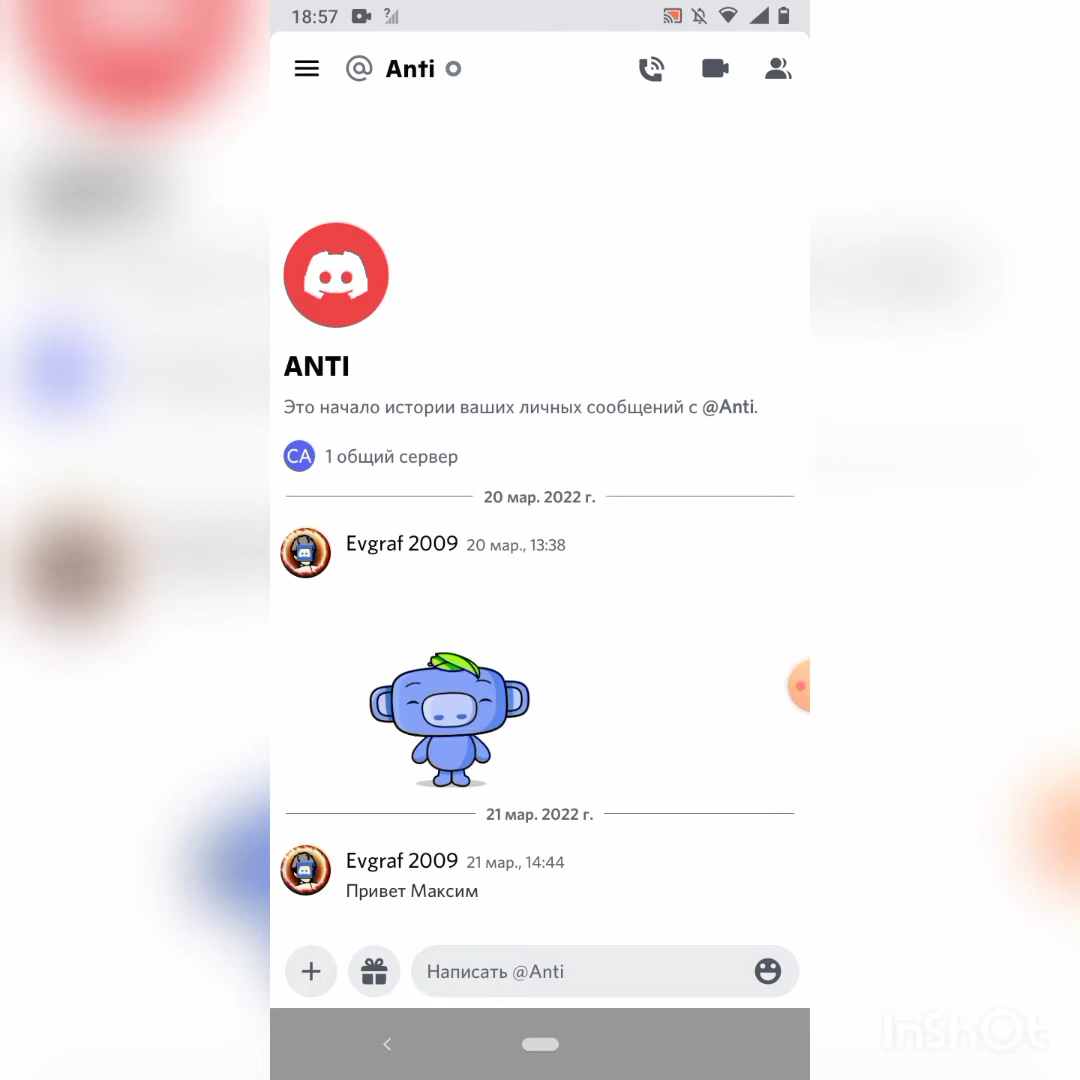 18:57
@ Anti
ANTI
Это начало истории ваших личных сообщений с @Anti.
CA 1 общий сервер
20 мар. 2022 г.
Evgraf 2009 20 мар., 13:38
21 мар. 2022 г.
Evgraf 2009 21 мар., 14:44
Привет Максим
Написать @Anti
InShOt